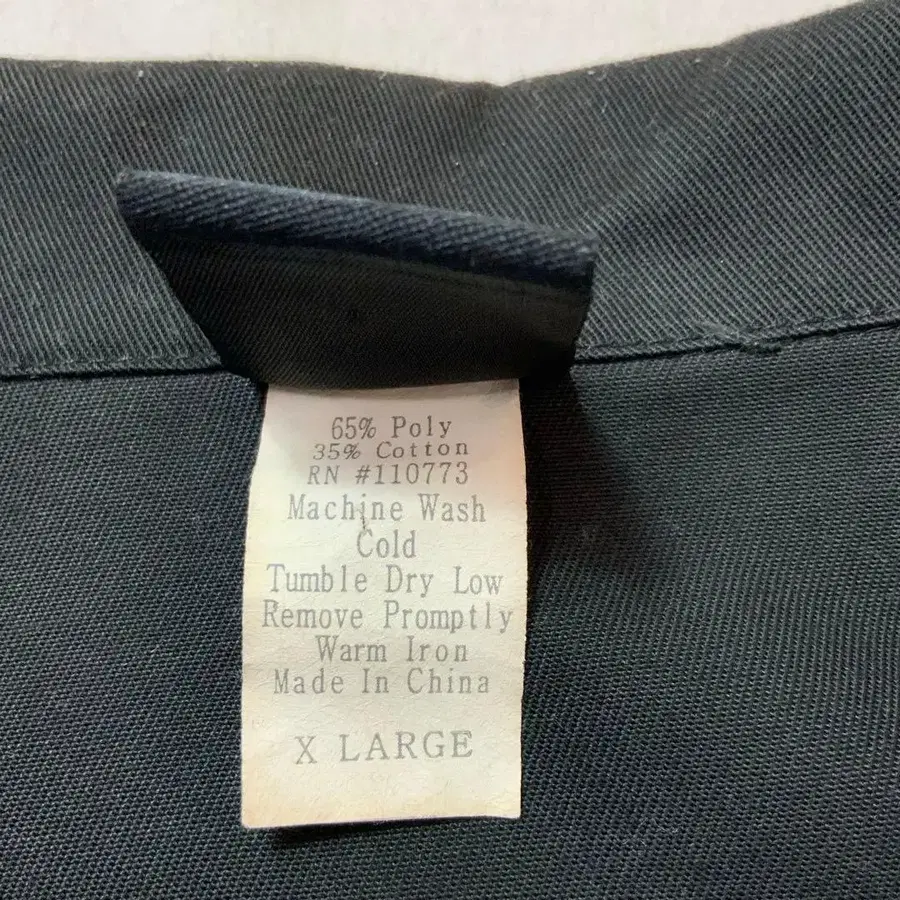 65% Poly
35% Cotton
RN #110773
Machine Wash
Cold
Tumble Dry Low
Remove Promptly
Warm Iron
Made In China
X LARGE